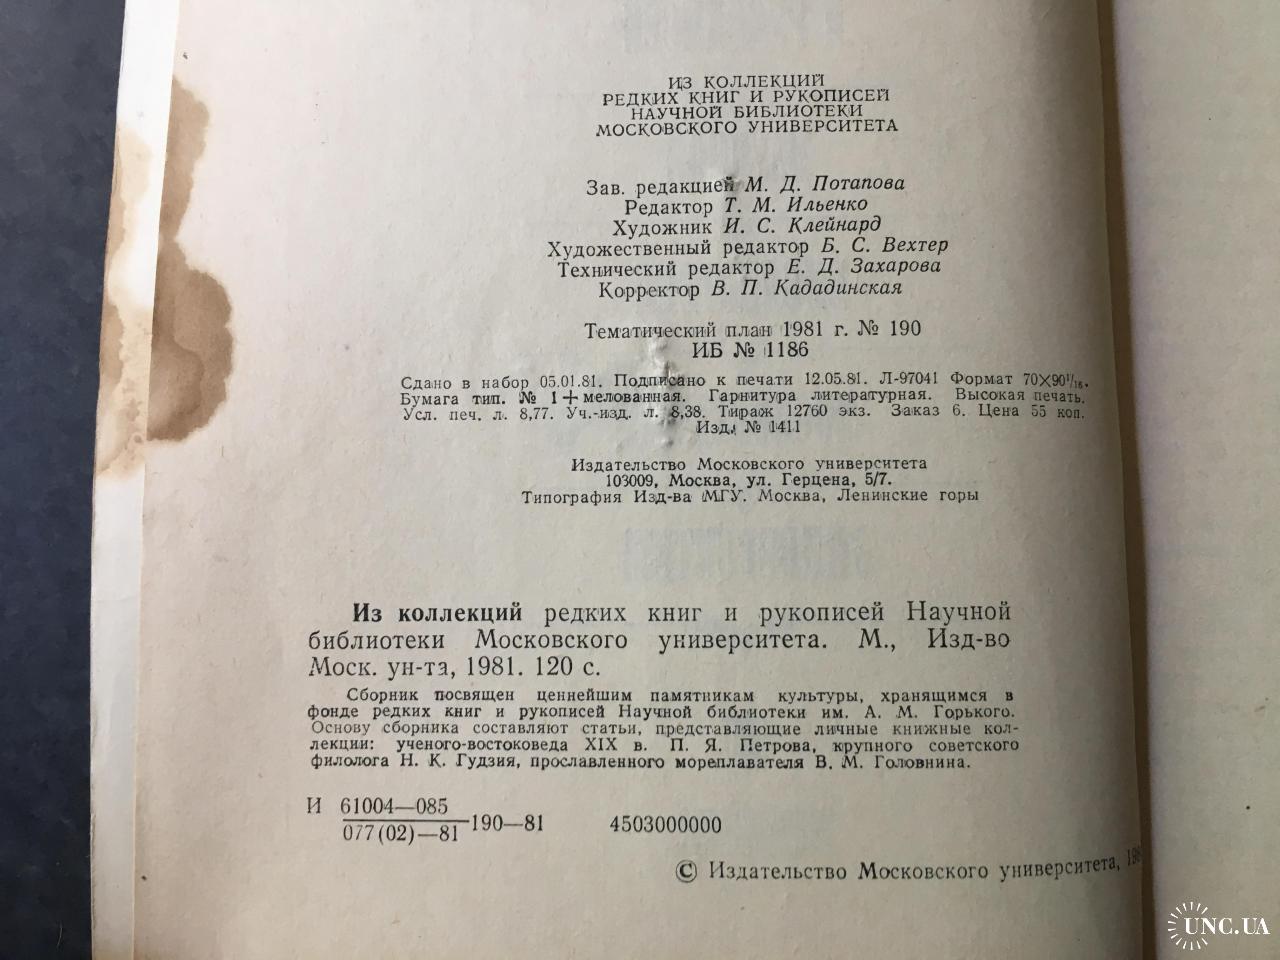 ИЗ КОЛЛЕКЦИЙ
РЕДКИХ КНИГ И РУКОПИСЕЙ
НАУЧНОЙ БИБЛИОТЕКИ
МОСКОВСКОГО УНИВЕРСИТЕТА
Зав. редакцией М. Д. Потапова
Редактор Т. М. Ильенко
Художник И. С. Клейнард
Художественный редактор Б. С. Вехтер
Технический редактор Е. Д. Захарова
Корректор В. П. Кададинская
Тематический план 1981 г. № 190
ИБ № 1186
Сдано в набор 05.01.81. Подписано к печати 12.05.81. Л-97041 Формат 70×90¹/₁₆.
Бумага тип. № 1+мелованная. Гарнитура литературная. Высокая печать.
Усл. печ. л. 8,77. Уч.-изд. л. 8,38. Тираж 12760 экз. Заказ 6. Цена 55 коп.
Изд. № 1411
Издательство Московского университета
103009, Москва, ул. Герцена, 5/7.
Типография Изд-ва МГУ. Москва, Ленинские горы
Из коллекций редких книг и рукописей Научной
библиотеки Московского университета. М., Изд-во
Моск. ун-та, 1981. 120 с.
Сборник посвящен ценнейшим памятникам культуры, хранящимся в
фонде редких книг и рукописей Научной библиотеки им. А. М. Горького.
Основу сборника составляют статьи, представляющие личные книжные кол-
лекции: ученого-востоковеда XIX в. П. Я. Петрова, крупного советского
филолога Н. К. Гудзия, прославленного мореплавателя В. М. Головнина.
И 61004—085
077(02)—81 190—81 4503000000
© Издательство Московского университета,
UNC.UA